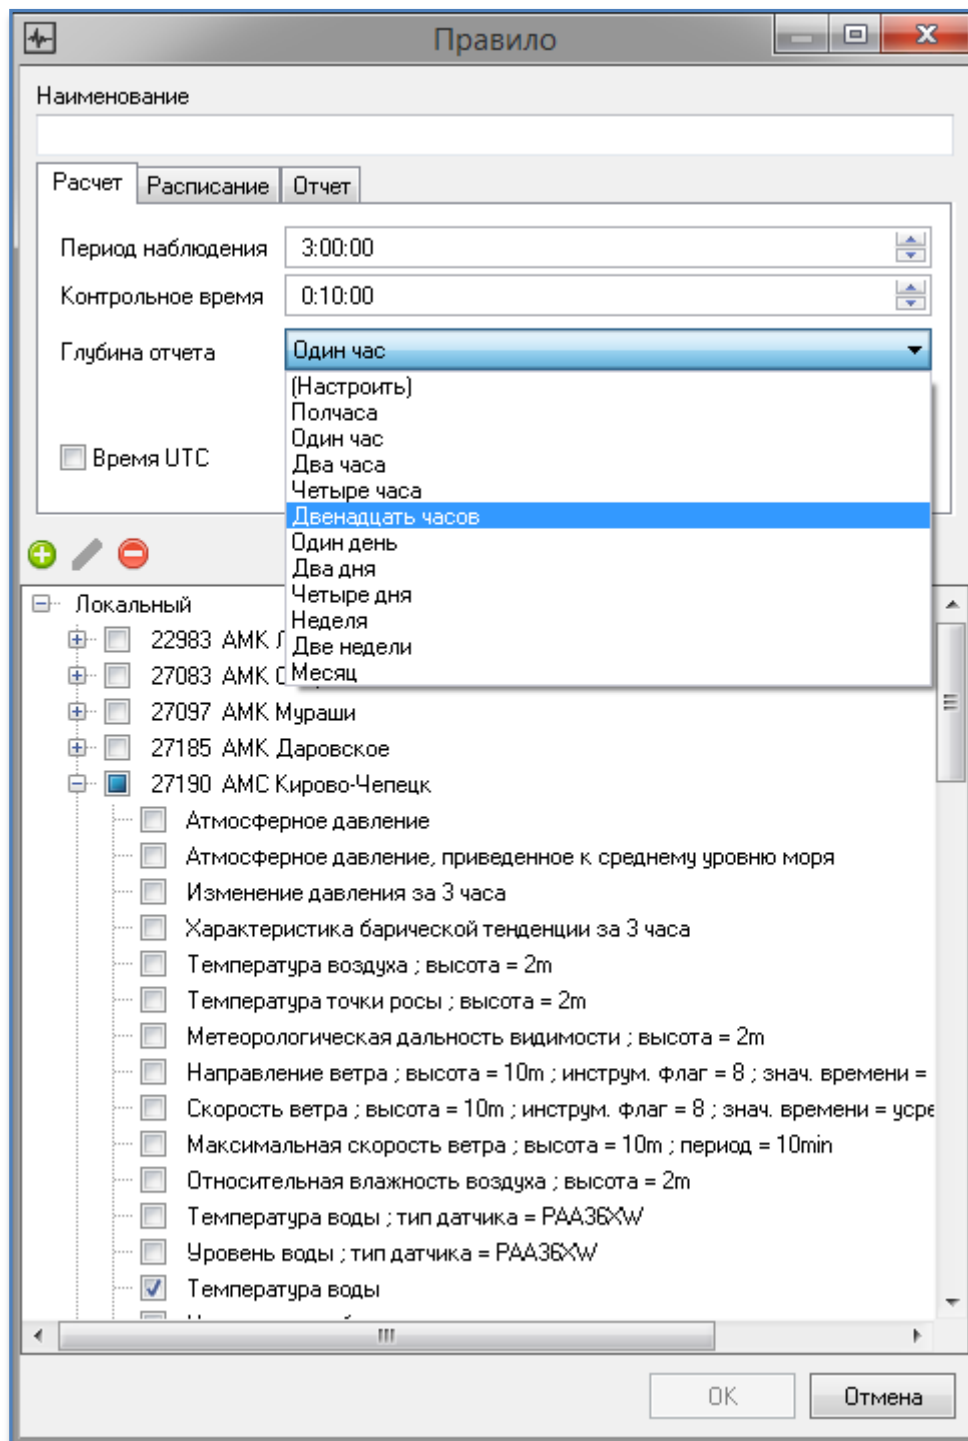 Правило
Наименование
Расчет Расписание Отчет
Период наблюдения 3:00:00
Контрольное время 0:10:00
Глубина отчета Один час
(Настроить)
Полчаса
Один час
Время UTC
Два часа
Четыре часа
Двенадцать часов
Один день
Два дня
Четыре дня
Неделя
Две недели
Месяц
Локальный
22983 АМК
27083 АМК
27097 АМК Мураши
27185 АМК Даровское
27190 АМС Кирово-Чепецк
Атмосферное давление
Атмосферное давление, приведенное к среднему уровню моря
Изменение давления за 3 часа
Характеристика барической тенденции за 3 часа
Температура воздуха ; высота = 2m
Температура точки росы ; высота = 2m
Метеорологическая дальность видимости ; высота = 2m
Направление ветра ; высота = 10m ; инструм. флаг = 8 ; знач. времени =
Скорость ветра ; высота = 10m ; инструм. флаг = 8 ; знач. времени = усре
Максимальная скорость ветра ; высота = 10m ; период = 10min
Относительная влажность воздуха ; высота = 2m
Температура воды ; тип датчика = PAA36XW
Уровень воды ; тип датчика = PAA36XW
Температура воды
OK Отмена